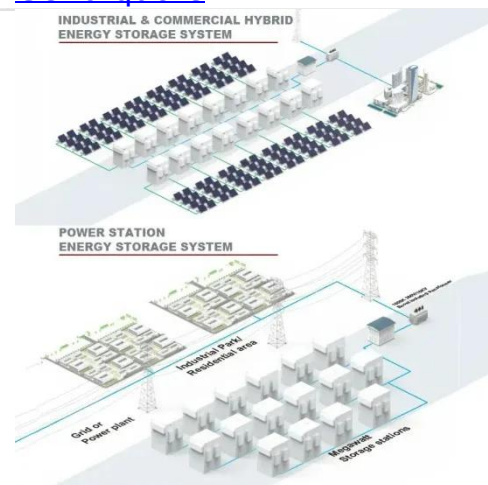 INDUSTRIAL & COMMERCIAL HYBRID
ENERGY STORAGE SYSTEM
POWER STATION
ENERGY STORAGE SYSTEM
Industrial Park/
Residential area
Grid or
Power plant
Megawatt
Storage stations